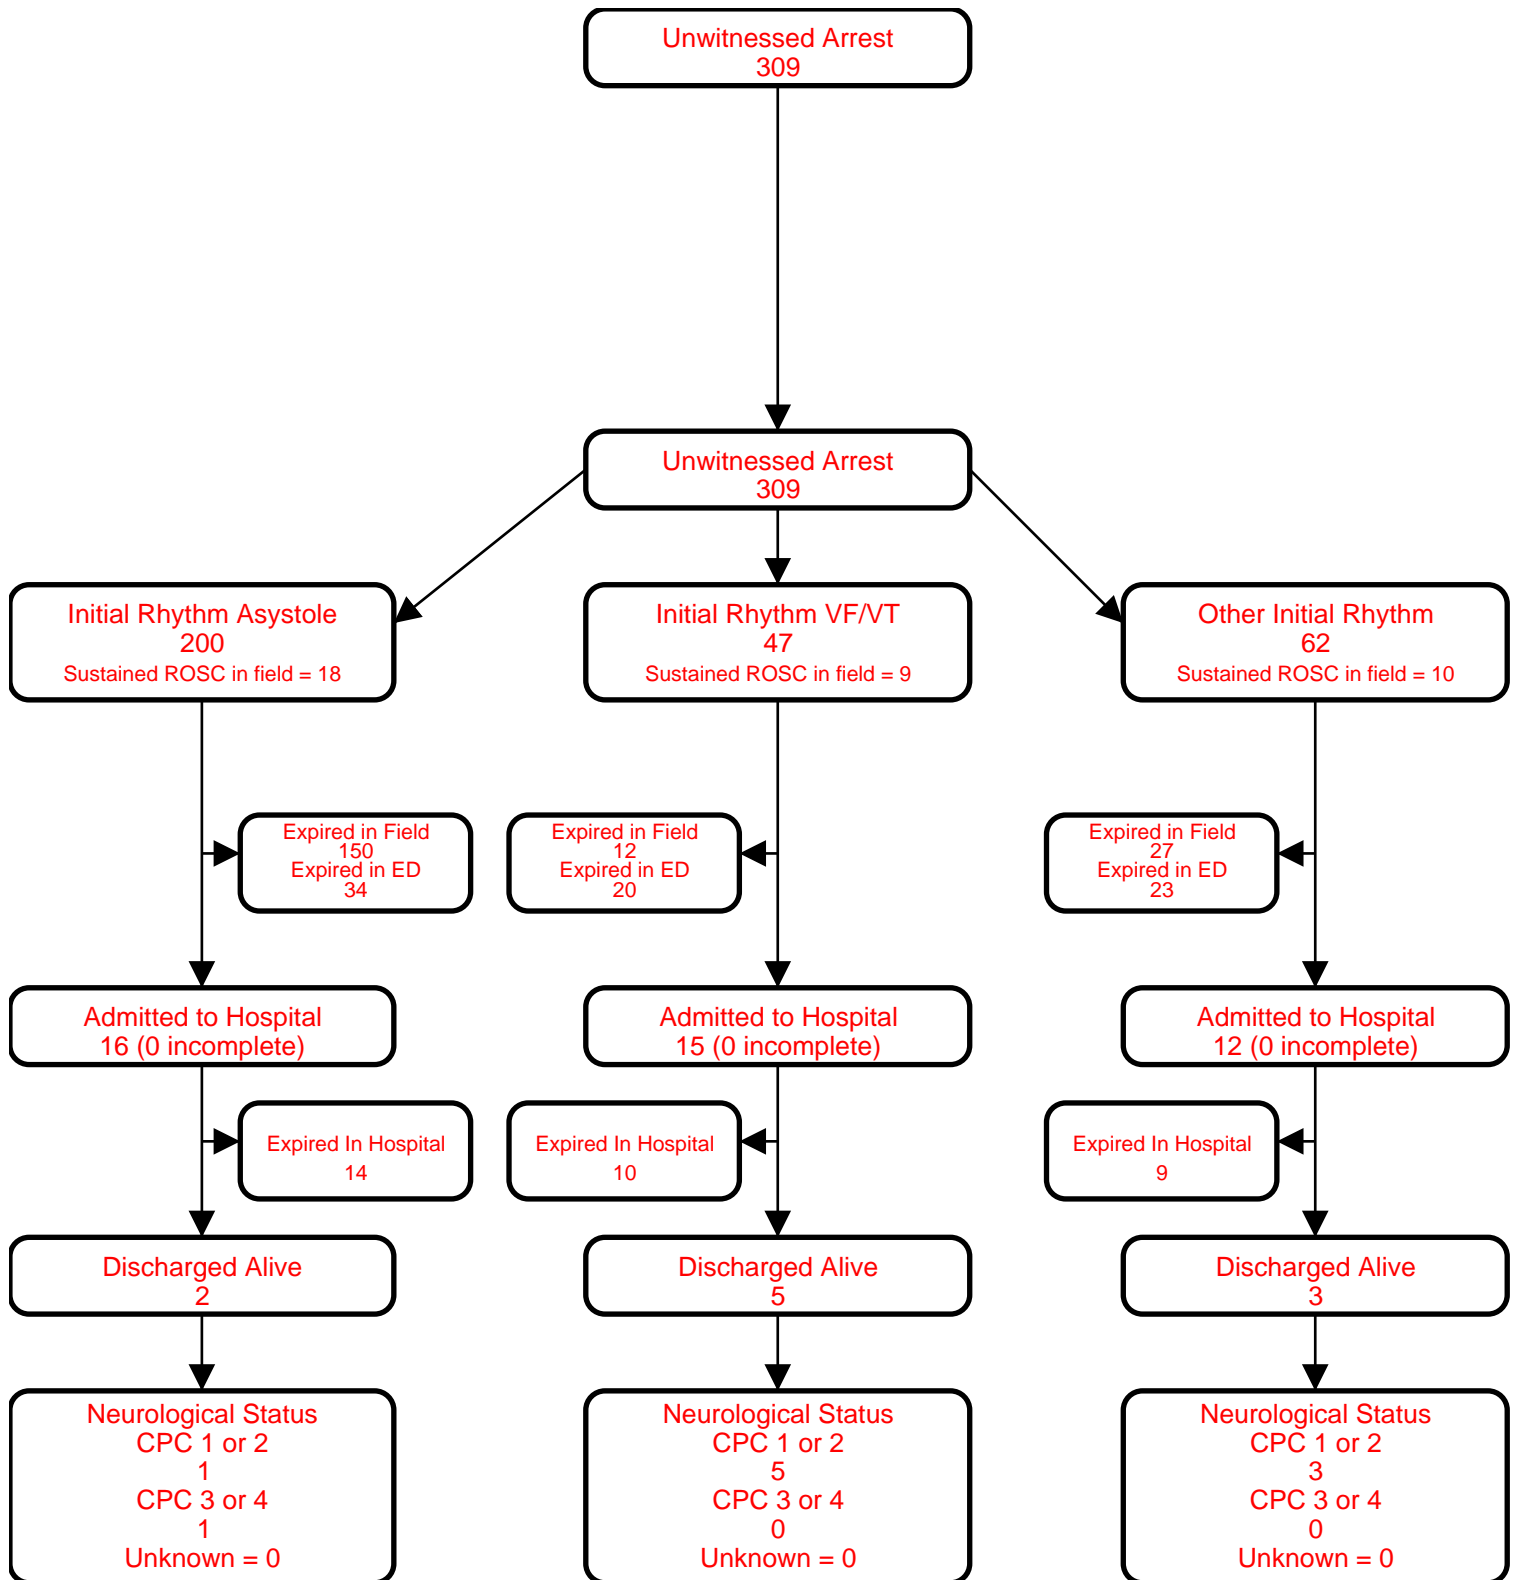 Unwitnessed Arrest
309
Unwitnessed Arrest
309
Initial Rhythm Asystole
200
Sustained ROSC in field = 18
Initial Rhythm VF/VT
47
Sustained ROSC in field = 9
Other Initial Rhythm
62
Sustained ROSC in field = 10
Expired in Field
150
Expired in ED
34
Expired in Field
12
Expired in ED
20
Expired in Field
27
Expired in ED
23
Admitted to Hospital
16 (0 incomplete)
Admitted to Hospital
15 (0 incomplete)
Admitted to Hospital
12 (0 incomplete)
Expired In Hospital
14
Expired In Hospital
10
Expired In Hospital
9
Discharged Alive
2
Discharged Alive
5
Discharged Alive
3
Neurological Status
CPC 1 or 2
1
CPC 3 or 4
1
Unknown = 0
Neurological Status
CPC 1 or 2
5
CPC 3 or 4
0
Unknown = 0
Neurological Status
CPC 1 or 2
3
CPC 3 or 4
0
Unknown = 0